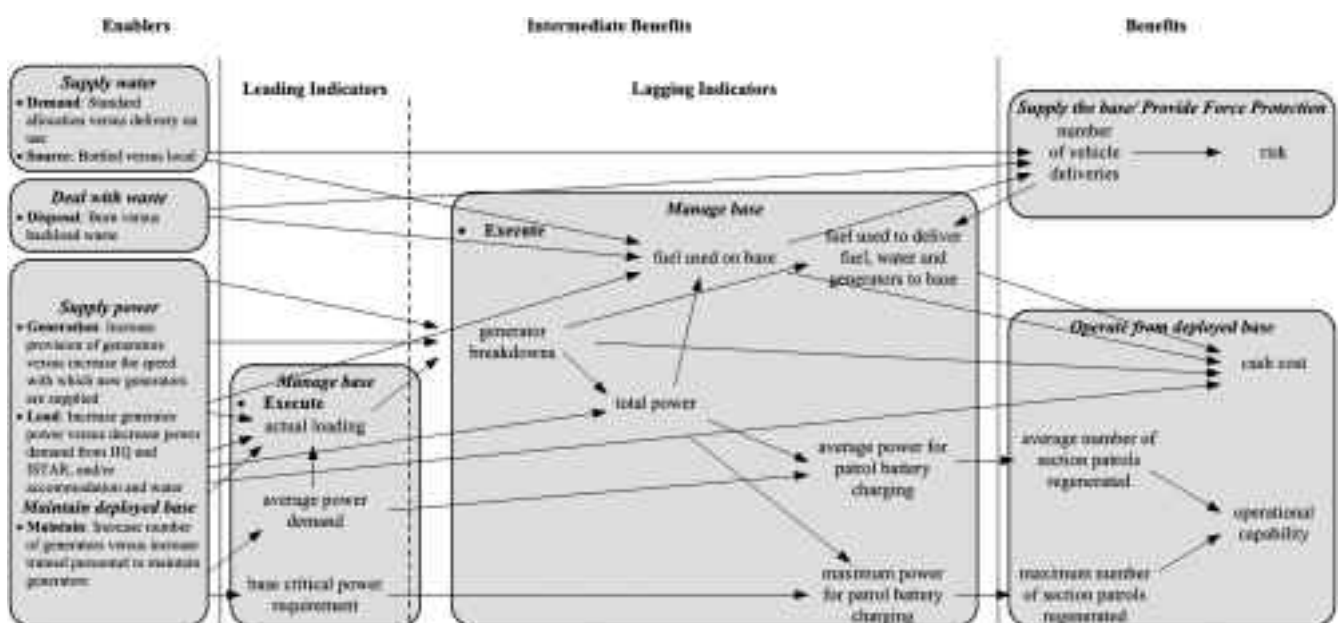 Enablers
Intermediate Benefits
Benefits
Leading Indicators
Lagging Indicators
Supply water
• Demand: Standard
allocation versus delivery on
use
• Source: Bottled versus local
Deal with waste
• Disposal: Burn versus
backload waste
Supply power
• Generation: Increase
provision of generators
versus increase the speed
with which new generators
are supplied
• Load: Increase generator
power versus decrease power
demand from HQ and
ISTAR, and/or
accommodation and water
Maintain deployed base
• Maintain: Increase number
of generators versus increase
trained personnel to maintain
generators
Manage base
• Execute
actual loading
average power
demand
base critical power
requirement
Manage base
• Execute
fuel used on base
fuel used to deliver
fuel, water and
generators to base
generator
breakdowns
total power
average power for
patrol battery
charging
maximum power
for patrol battery
charging
Supply the base/ Provide Force Protection
number
of vehicle
deliveries
risk
Operate from deployed base
cash cost
average number of
section patrols
regenerated
operational
capability
maximum number
of section patrols
regenerated